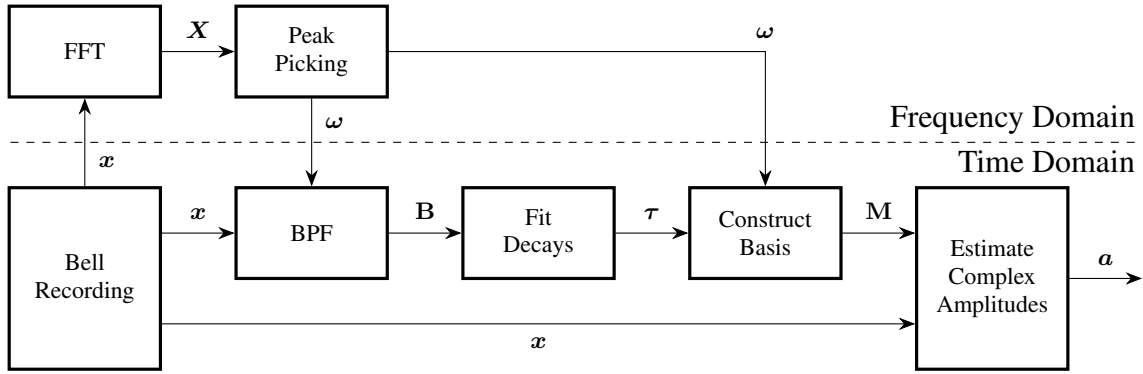 FFT
X
Peak
Picking
ω
ω
Frequency Domain
Time Domain
x
Bell
Recording
x
BPF
B
Fit
Decays
τ
Construct
Basis
M
Estimate
Complex
Amplitudes
a
x